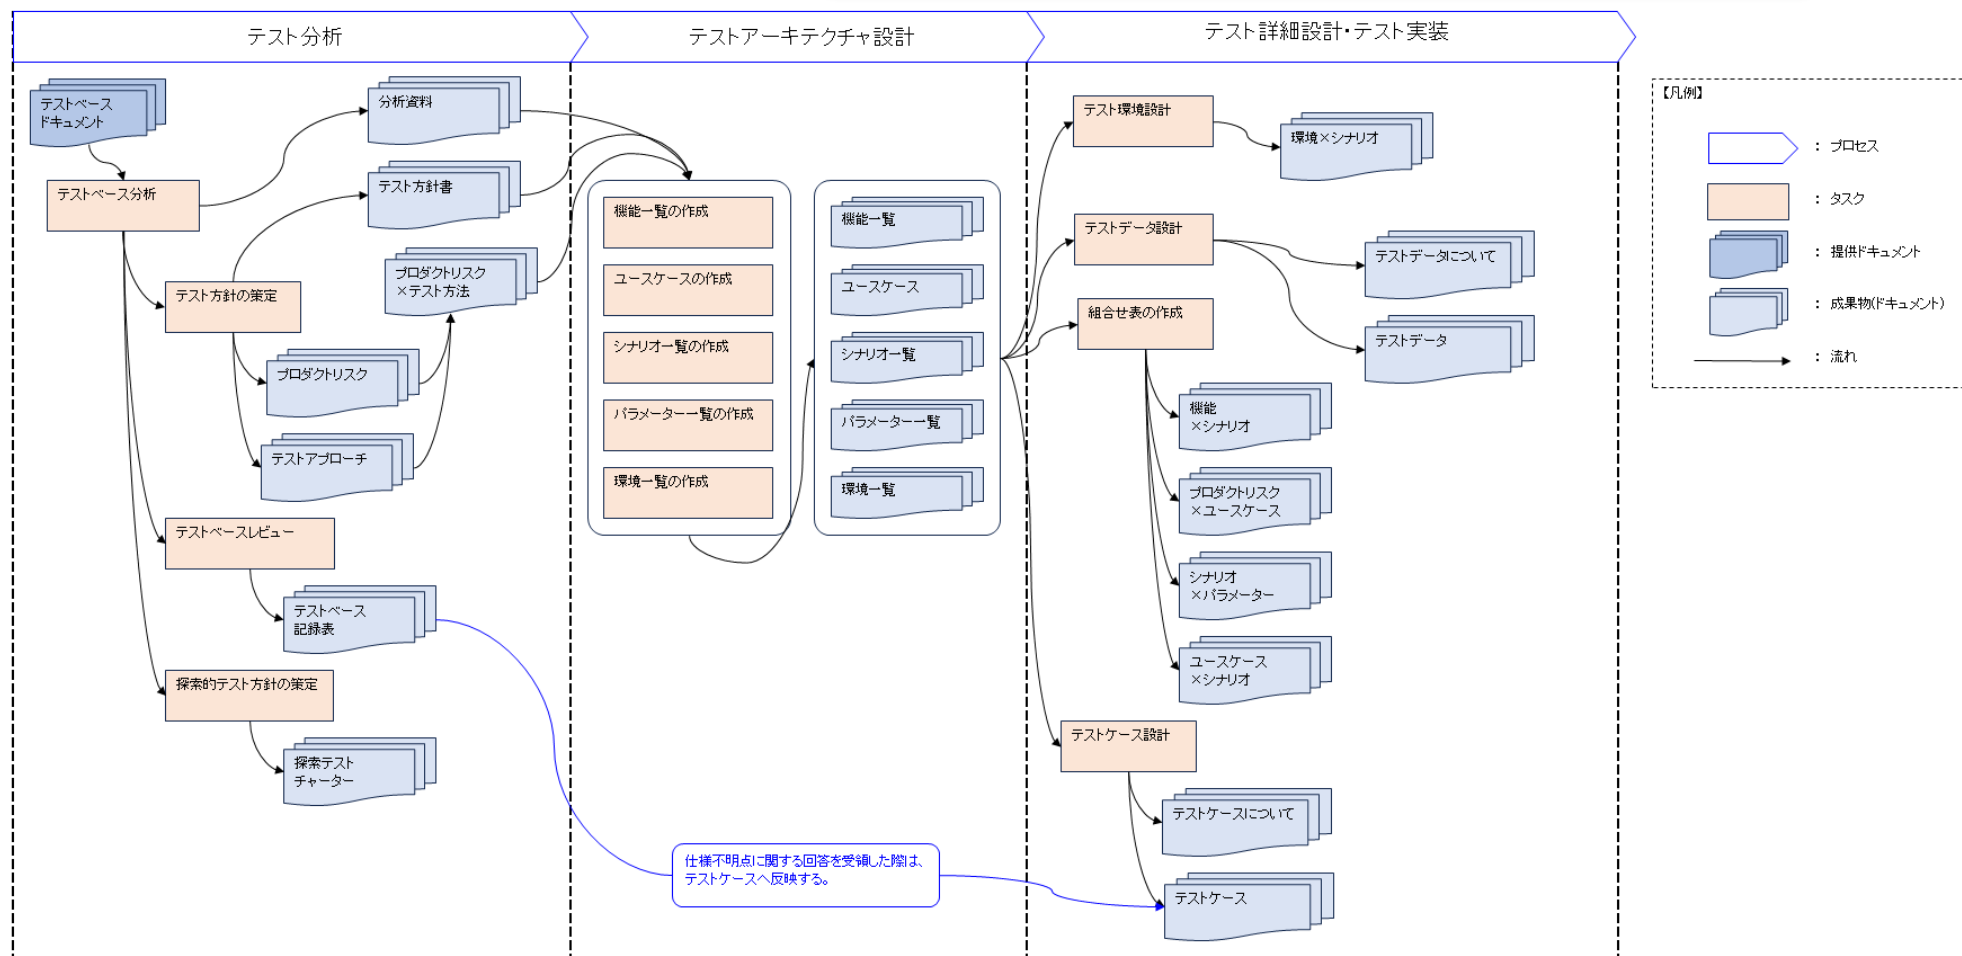 テスト分析
テストアーキテクチャ設計
テスト詳細設計・テスト実装
テストベース
ドキュメント
テストベース分析
分析資料
テスト方針書
テスト方針の策定
プロダクトリスク
×テスト方法
プロダクトリスク
テストアプローチ
テストベースレビュー
テストベース
記録表
探索的テスト方針の策定
探索テスト
チャーター
機能一覧の作成
ユースケースの作成
シナリオ一覧の作成
パラメーター一覧の作成
環境一覧の作成
機能一覧
ユースケース
シナリオ一覧
パラメーター一覧
環境一覧
仕様不明点に関する回答を受領した際は、
テストケースへ反映する。
テスト環境設計
環境×シナリオ
テストデータ設計
テストデータについて
テストデータ
組合せ表の作成
機能
×シナリオ
プロダクトリスク
×ユースケース
シナリオ
×パラメーター
ユースケース
×シナリオ
テストケース設計
テストケースについて
テストケース
【凡例】
：プロセス
：タスク
：提供ドキュメント
：成果物(ドキュメント)
：流れ